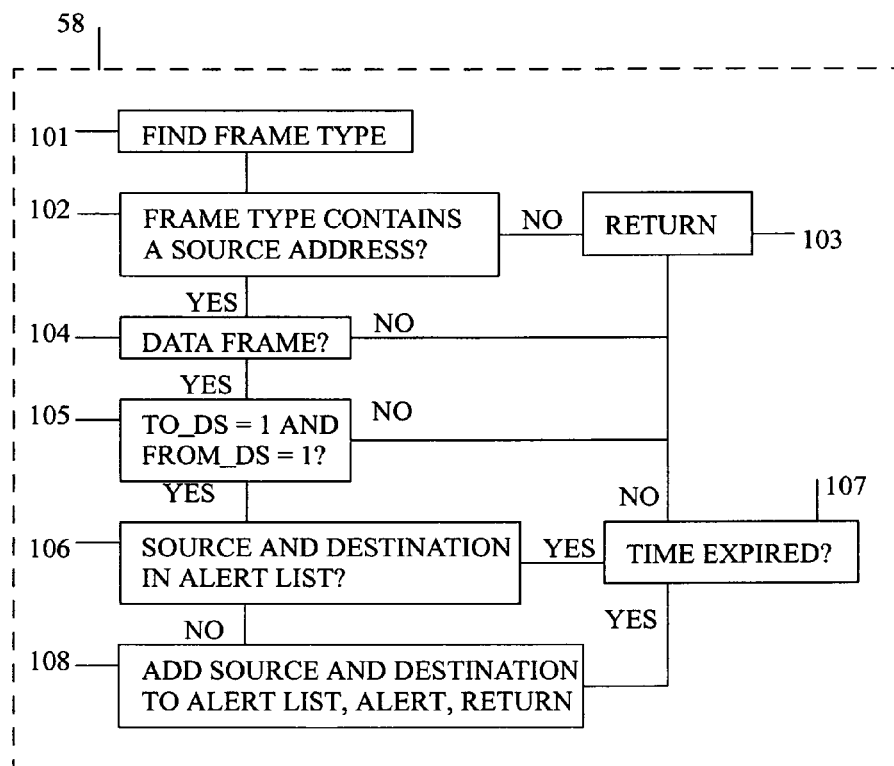 58
101
FIND FRAME TYPE
102
FRAME TYPE CONTAINS
A SOURCE ADDRESS?
NO
RETURN
103
YES
104
DATA FRAME?
NO
YES
105
TO_DS = 1 AND
FROM_DS = 1?
NO
YES
NO
107
106
SOURCE AND DESTINATION
IN ALERT LIST?
YES
TIME EXPIRED?
NO
YES
108
ADD SOURCE AND DESTINATION
TO ALERT LIST, ALERT, RETURN